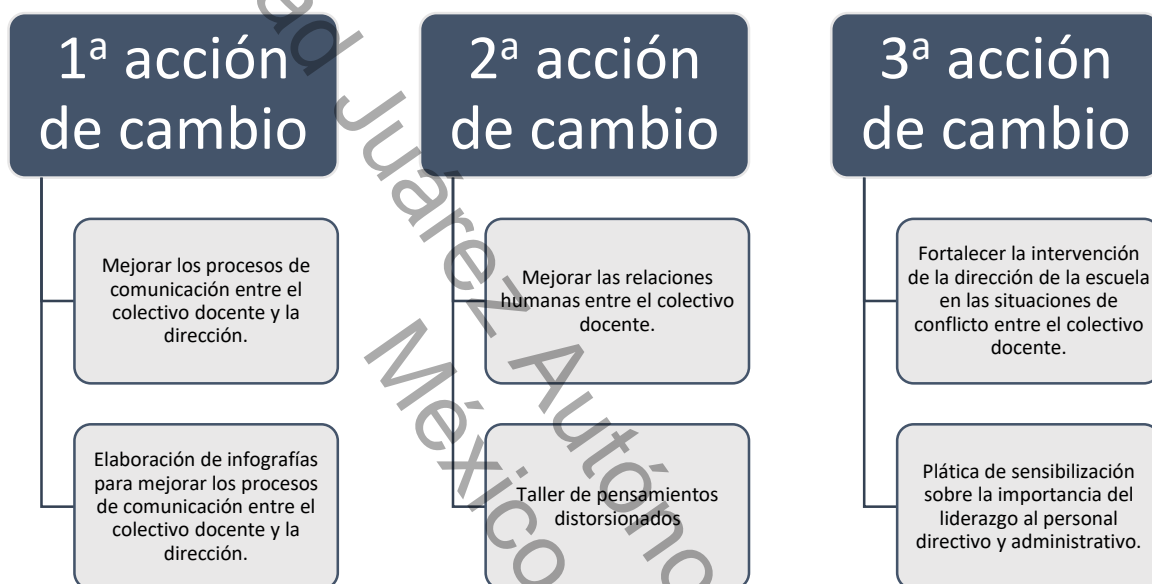 1ª acción
de cambio
Mejorar los procesos de
comunicación entre el
colectivo docente y la
dirección.
Elaboración de infografías
para mejorar los procesos
de comunicación entre el
colectivo docente y la
dirección.
2ª acción
de cambio
Mejorar las relaciones
humanas entre el colectivo
docente.
Taller de pensamientos
distorsionados
3ª acción
de cambio
Fortalecer la intervención
de la dirección de la escuela
en las situaciones de
conflicto entre el colectivo
docente.
Plática de sensibilización
sobre la importancia del
liderazgo al personal
directivo y administrativo.
Juárez
México